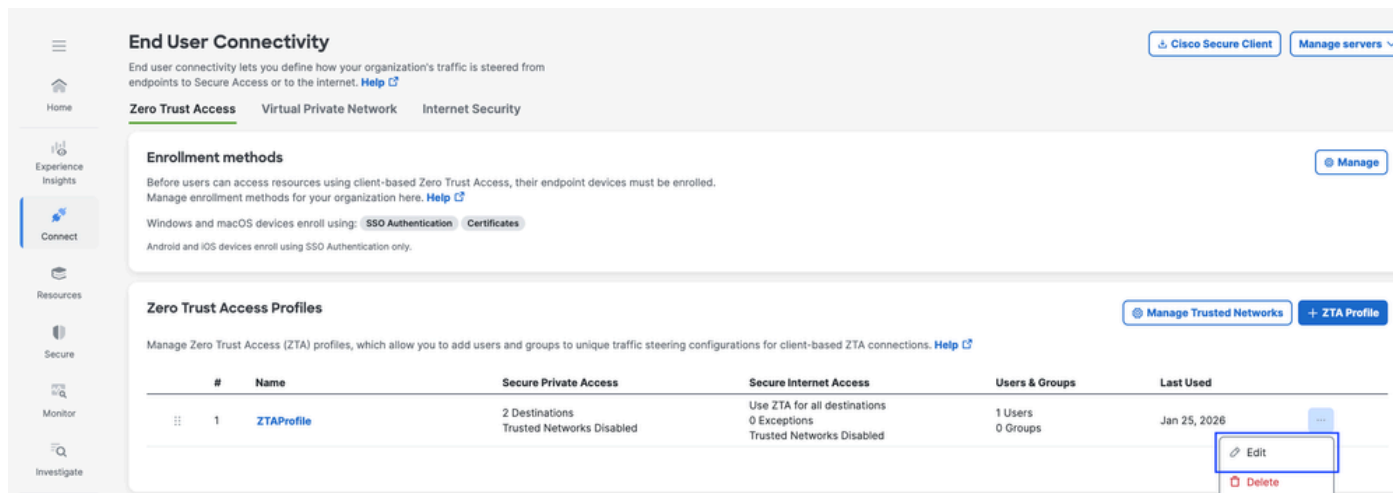 End User Connectivity
Cisco Secure Client
Manage servers
End user connectivity lets you define how your organization's traffic is steered from
endpoints to Secure Access or to the internet. Help
Home
Zero Trust Access
Virtual Private Network
Internet Security
Experience
Insights
Enrollment methods
Manage
Before users can access resources using client-based Zero Trust Access, their endpoint devices must be enrolled.
Manage enrollment methods for your organization here. Help
Connect
Windows and macOS devices enroll using: SSO Authentication Certificates
Android and iOS devices enroll using SSO Authentication only.
Resources
Zero Trust Access Profiles
Manage Trusted Networks
+ ZTA Profile
Secure
Manage Zero Trust Access (ZTA) profiles, which allow you to add users and groups to unique traffic steering configurations for client-based ZTA connections. Help
# Name Secure Private Access Secure Internet Access Users & Groups Last Used
Monitor
1 ZTAProfile
2 Destinations
Trusted Networks Disabled
Use ZTA for all destinations
0 Exceptions
Trusted Networks Disabled
1 Users
0 Groups
Jan 25, 2026
...
Edit
Delete
Investigate